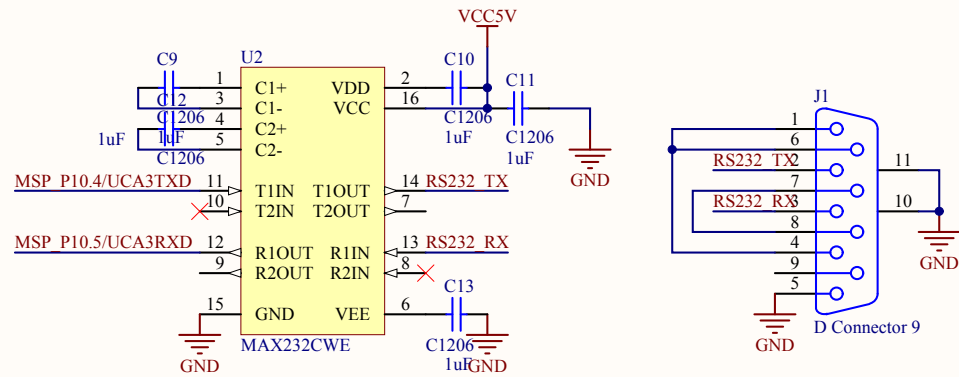 VCC5V
U2
C9
1
3
4
5
C12
C1206
1uF
1uF
C1206
C1+
C1-
C2+
C2-
VDD
VCC
2
16
C10
C1206
1uF
C11
C1206
1uF
GND
MSP_P10.4/UCA3TXD
11
10
T1IN
T2IN
T1OUT
T2OUT
14
7
RS232_TX
MSP_P10.5/UCA3RXD
12
9
R1OUT
R2OUT
R1IN
R2IN
13
8
RS232_RX
15
GND
VEE
6
C13
C1206
1uF
GND
GND
MAX232CWE
J1
1
6
RS232_TX
2
7
RS232_RX
3
8
4
9
5
11
10
GND
GND
D Connector 9